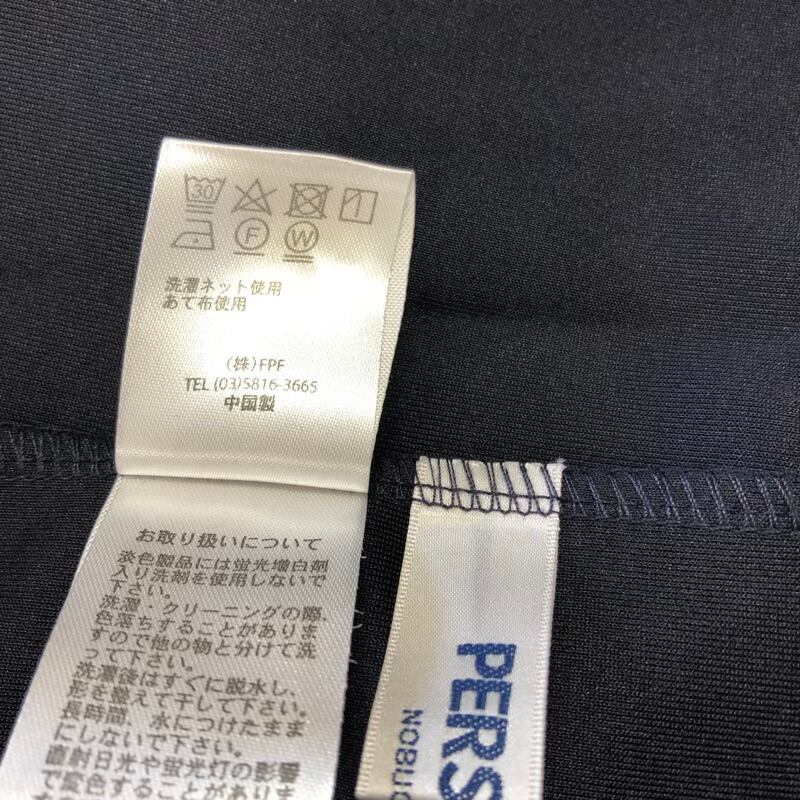 30
F W
洗濯ネット使用
あて布使用
(株)FPF
TEL (03)5816-3665
中国製
お取り扱いについて
淡色製品には蛍光増白剤
入り洗剤を使用しないで
下さい。
洗濯・クリーニングの際、
色落ちすることがありま
すので他の物と分けて洗
って下さい。
洗濯後はすぐに脱水し、
形を整えて干して下さい。
長時間、水につけたまま
にしないで下さい。
直射日光や蛍光灯の影響
で変色することがありま
PERS
NOBUO